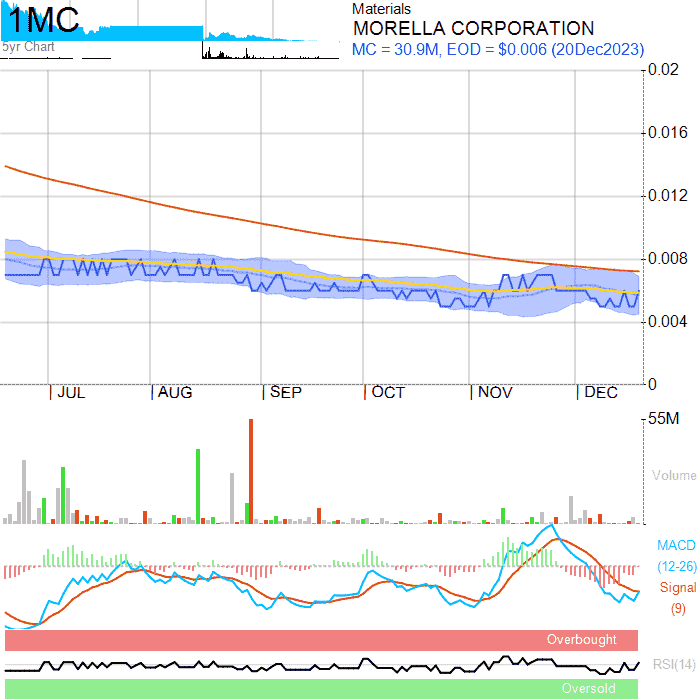 1MC
5yr Chart
Materials
MORELLA CORPORATION
MC = 30.9M, EOD = $0.006 (20Dec2023)
0.02
0.016
0.012
0.008
0.004
0
JUL AUG SEP OCT NOV DEC
55M
Volume
MACD
(12-26)
Signal
(9)
Overbought
RSI(14)
Oversold